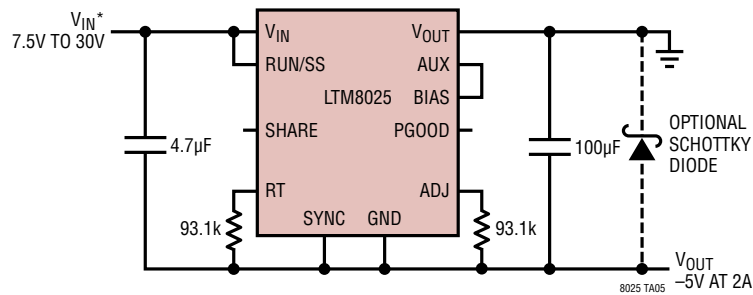 VIN*
7.5V TO 30V
VIN
RUN/SS
SHARE
RT
SYNC
GND
LTM8025
VOUT
AUX
BIAS
PGOOD
ADJ
4.7µF
93.1k
93.1k
100µF
OPTIONAL
SCHOTTKY
DIODE
VOUT
–5V AT 2A
8025 TA05